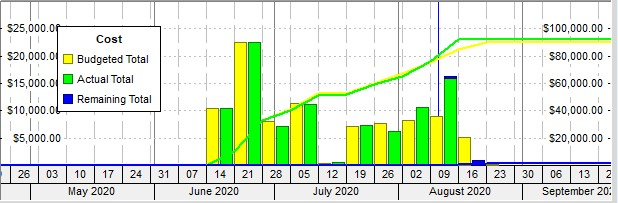 $25,000.00 Cost $100,000.00
$20,000.00 Budgeted Total $80,000.00
$15,000.00 Actual Total $60,000.00
$10,000.00 Remaining Total $40,000.00
$5,000.00 $20,000.00
26 03 10 17 24 31 07 14 21 28 05 12 19 26 02 09 16 23 30 06 13
May 2020 June 2020 July 2020 August 2020 September